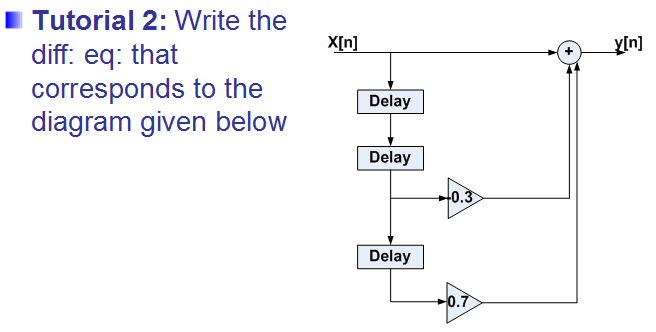 Tutorial 2: Write the
diff: eq: that
corresponds to the
diagram given below
X[n]
+
y[n]
Delay
Delay
-0.3
Delay
0.7